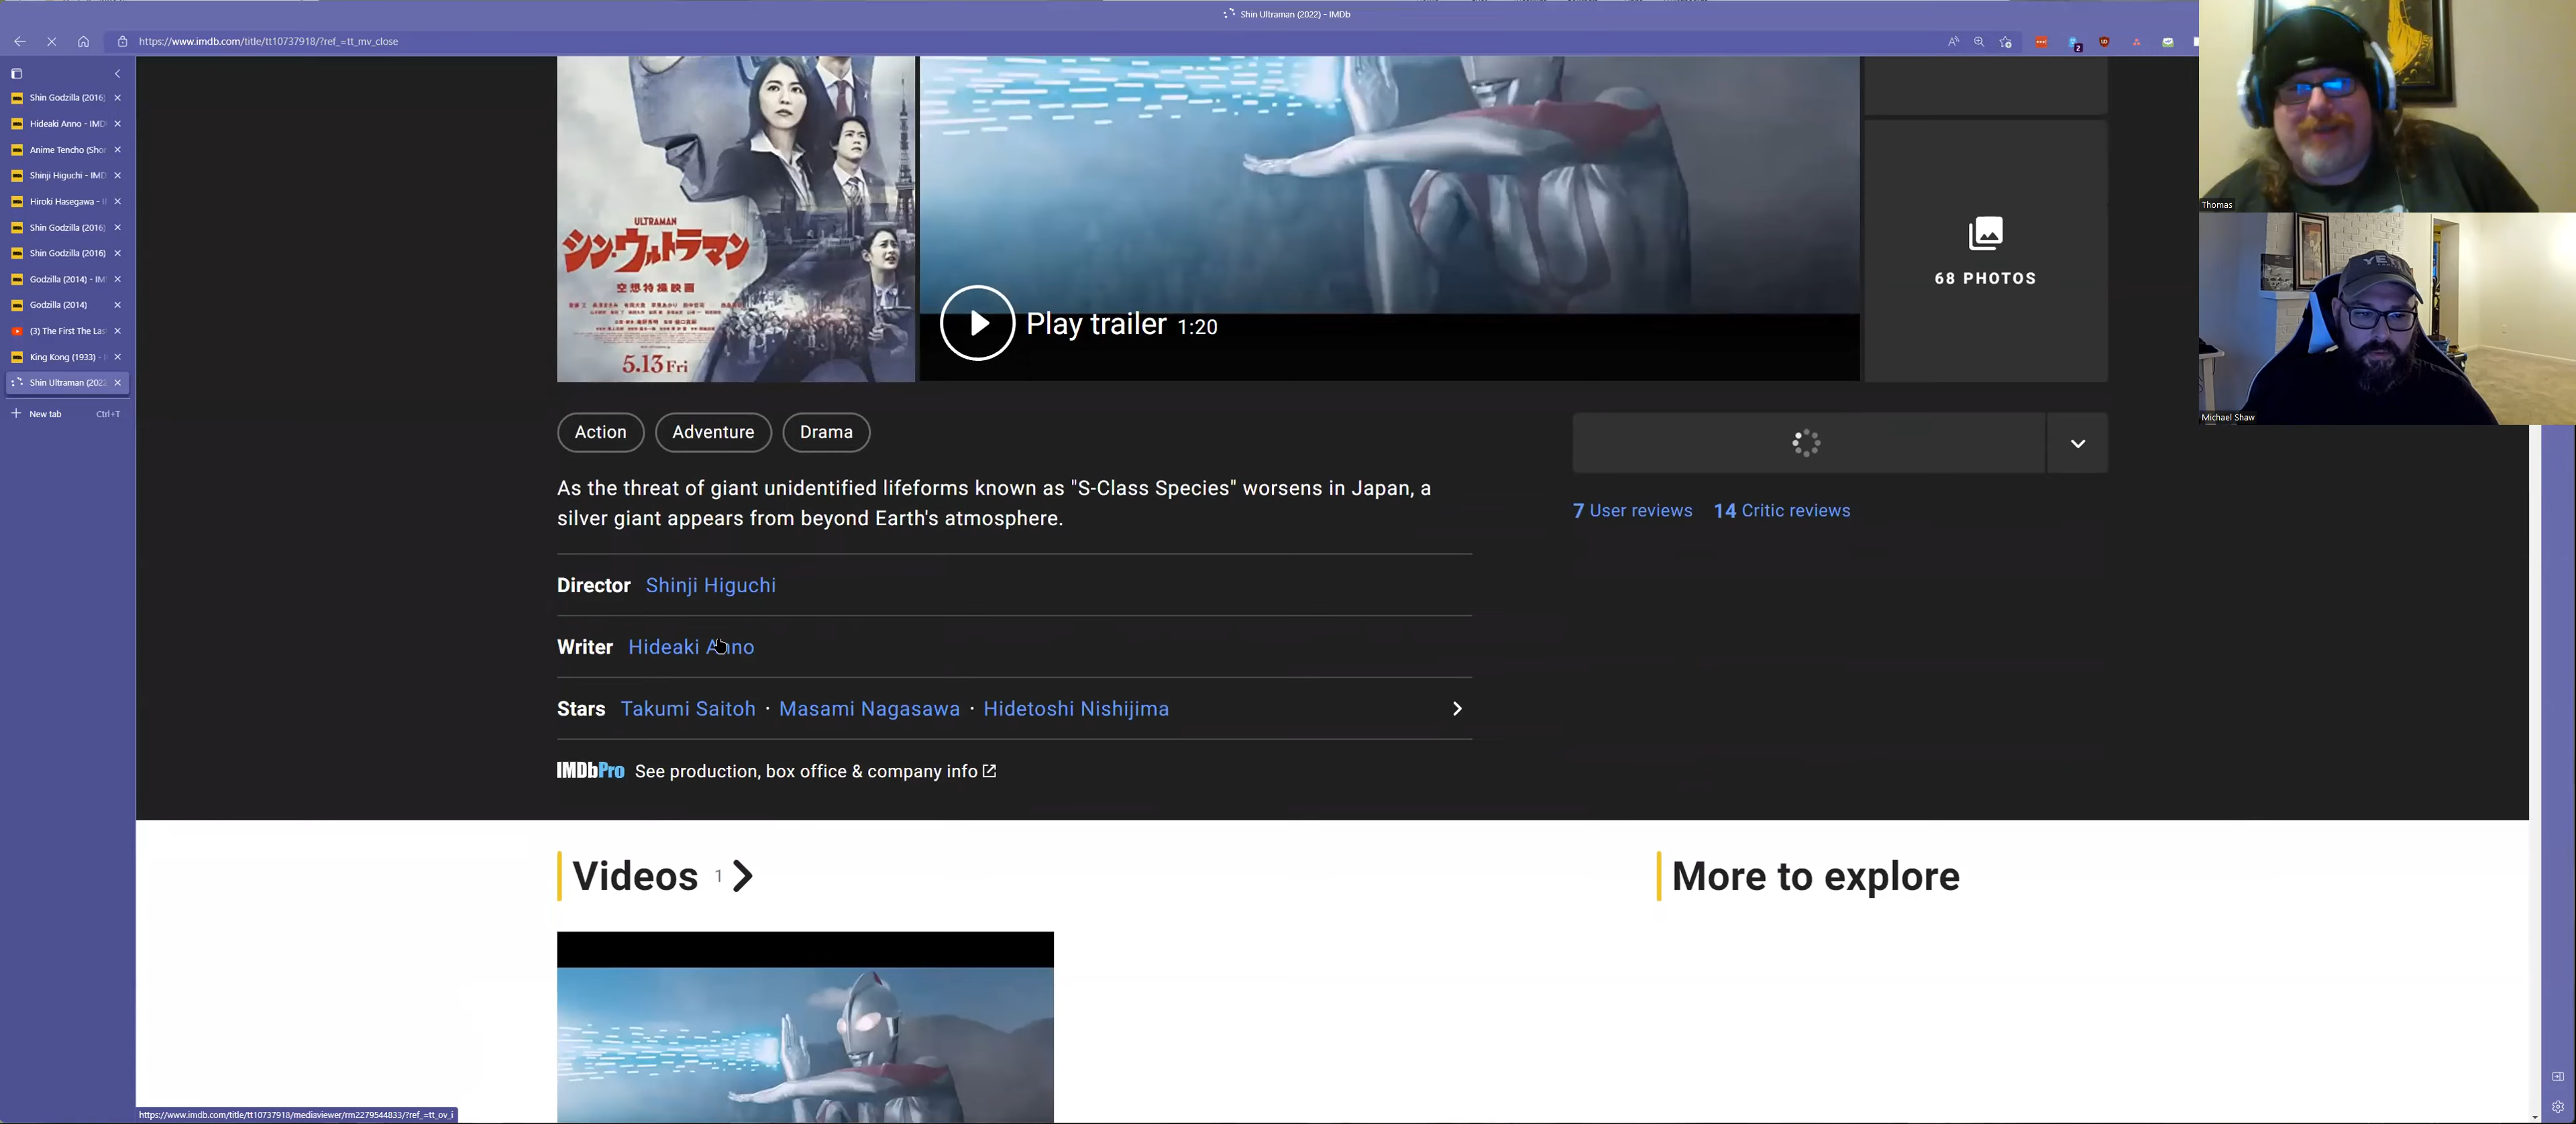 Shin Ultraman (2022) - IMDb
https://www.imdb.com/title/tt10737918/?ref_=tt_mv_close
2
Shin Godzilla (2016)
Hideaki Anno - IMD
Anime Tencho (Shor
Shinji Higuchi - IMD
Hiroki Hasegawa - I
Shin Godzilla (2016)
Shin Godzilla (2016)
Godzilla (2014) - IM
Godzilla (2014)
(3) The First The Las
King Kong (1933) -
Shin Ultraman (2022
New tab Ctrl+T
ULTRAMAN
シン・ウルトラマン
空想特撮映画
5.13 Fri
Play trailer 1:20
68 PHOTOS
Thomas
YETI
Michael Shaw
Action Adventure Drama
As the threat of giant unidentified lifeforms known as "S-Class Species" worsens in Japan, a
silver giant appears from beyond Earth's atmosphere.
7 User reviews 14 Critic reviews
Director Shinji Higuchi
Writer Hideaki Anno
Stars Takumi Saitoh · Masami Nagasawa · Hidetoshi Nishijima
IMDbPro See production, box office & company info
Videos 1
More to explore
https://www.imdb.com/title/tt10737918/mediaviewer/rm2279544833/?ref_=tt_ov_i